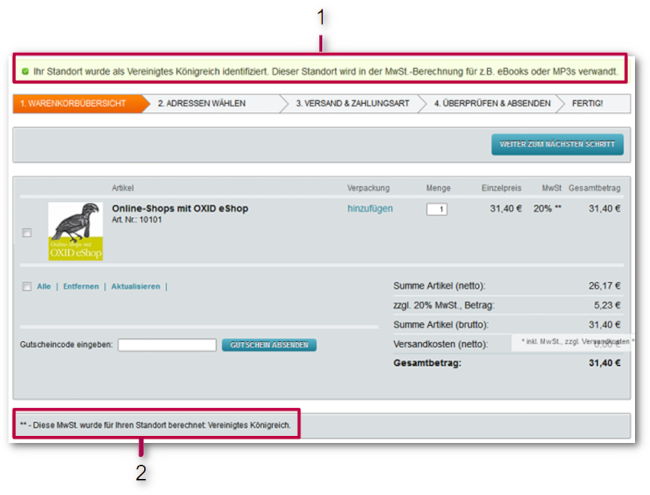 1
Ihr Standort wurde als Vereinigtes Königreich identifiziert. Dieser Standort wird in der MwSt.-Berechnung für z.B. eBooks oder MP3s verwandt.
1. WARENKORBÜBERSICHT 2. ADRESSEN WÄHLEN 3. VERSAND & ZAHLUNGSART 4. ÜBERPRÜFEN & ABSENDEN FERTIG!
WEITER ZUM NÄCHSTEN SCHRITT
Artikel Verpackung Menge Einzelpreis MwSt Gesamtbetrag
Online-Shops mit OXID eShop hinzufügen 1 31,40 € 20% ** 31,40 €
Art. Nr.: 10101
Online-Shops mit
OXID eShop
Alle | Entfernen | Aktualisieren |
Summe Artikel (netto): 26,17 €
zzgl. 20% MwSt., Betrag: 5,23 €
Summe Artikel (brutto): 31,40 €
Gutscheincode eingeben: GUTSCHEIN ABSENDEN
Versandkosten (netto): 0,00 €
* inkl. MwSt., zzgl. Versandkosten *
Gesamtbetrag: 31,40 €
** - Diese MwSt. wurde für Ihren Standort berechnet: Vereinigtes Königreich.
2